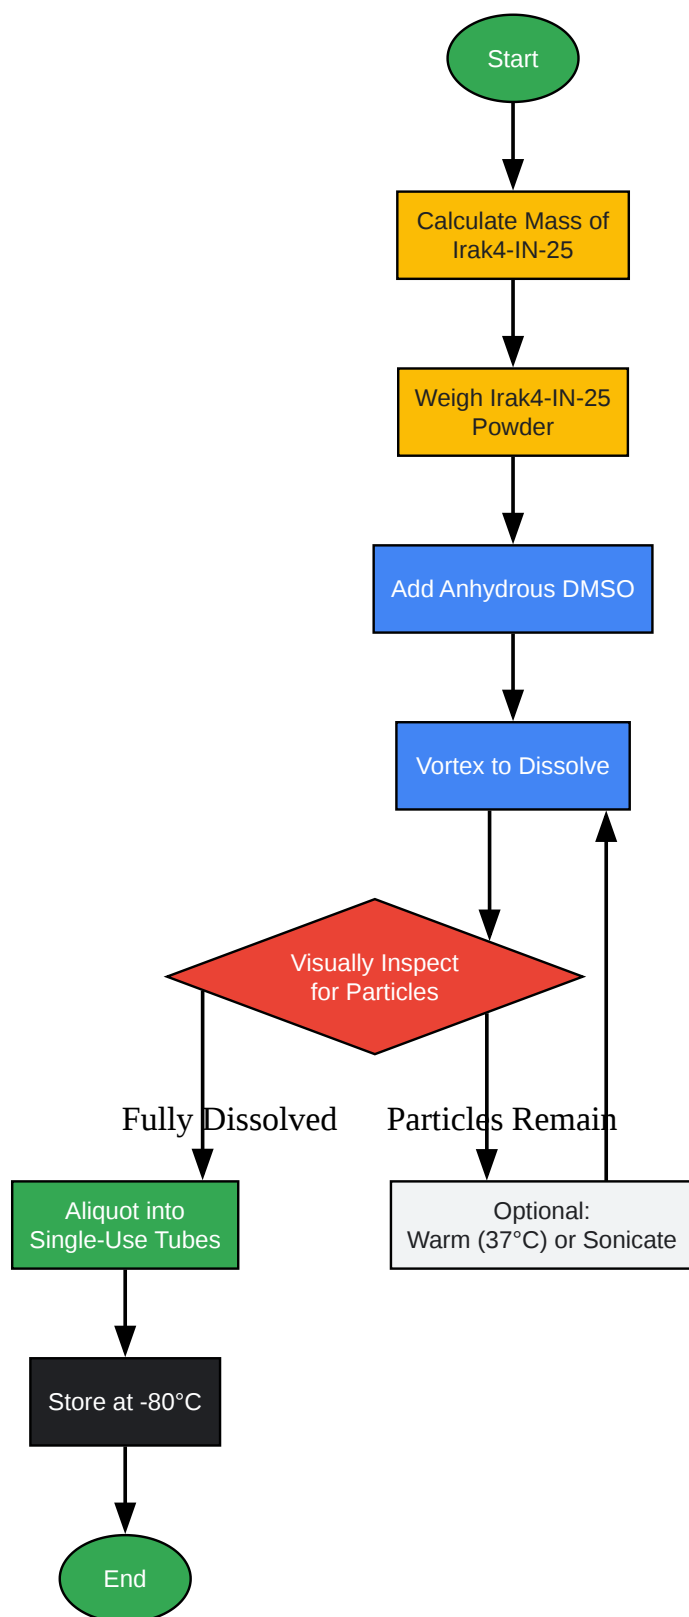 Start
Calculate Mass of
Irak4-IN-25
Weigh Irak4-IN-25
Powder
Add Anhydrous DMSO
Vortex to Dissolve
Visually Inspect
for Particles
Fully Dissolved
Particles Remain
Aliquot into
Single-Use Tubes
Optional:
Warm (37°C) or Sonicate
Store at -80°C
End